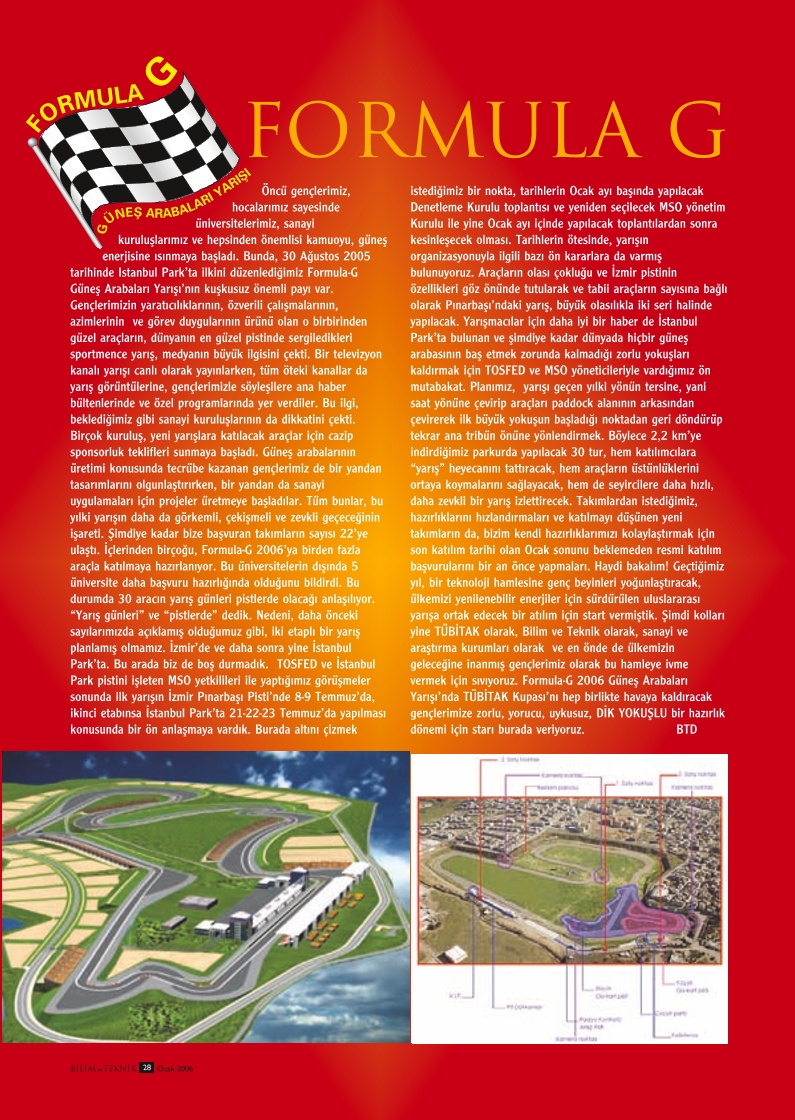 FORMULA G
GÜNEŞ ARABALARI YARIŞI
FORMULA G
Öncü gençlerimiz,
hocalarımız sayesinde
üniversitelerimiz, sanayi
kuruluşlarımız ve hepsinden önemlisi kamuoyu, güneş
enerjisine ısınmaya başladı. Bunda, 30 Ağustos 2005
tarihinde Istanbul Park’ta ilkini düzenlediğimiz Formula-G
Güneş Arabaları Yarışı’nın kuşkusuz önemli payı var.
Gençlerimizin yaratıcılıklarının, özverili çalışmalarının,
azimlerinin ve görev duygularının ürünü olan o birbirinden
güzel araçların, dünyanın en güzel pistinde sergiledikleri
sportmence yarış, medyanın büyük ilgisini çekti. Bir televizyon
kanalı yarışı canlı olarak yayınlarken, tüm öteki kanallar da
yarış görüntülerine, gençlerimizle söyleşilere ana haber
bültenlerinde ve özel programlarında yer verdiler. Bu ilgi,
beklediğimiz gibi sanayi kuruluşlarının da dikkatini çekti.
Birçok kuruluş, yeni yarışlara katılacak araçlar için cazip
sponsorluk teklifleri sunmaya başladı. Güneş arabalarının
üretimi konusunda tecrübe kazanan gençlerimiz de bir yandan
tasarımlarını olgunlaştırırken, bir yandan da sanayi
uygulamaları için projeler üretmeye başladılar. Tüm bunlar, bu
yılki yarışın daha da görkemli, çekişmeli ve zevkli geçeceğinin
işareti. Şimdiye kadar bize başvuran takımların sayısı 22’ye
ulaştı. İçlerinden birçoğu, Formula-G 2006’ya birden fazla
araçla katılmaya hazırlanıyor. Bu üniversitelerin dışında 5
üniversite daha başvuru hazırlığında olduğunu bildirdi. Bu
durumda 30 aracın yarış günleri pistlerde olacağı anlaşılıyor.
“Yarış günleri” ve “pistlerde” dedik. Nedeni, daha önceki
sayılarımızda açıklamış olduğumuz gibi, iki etaplı bir yarış
planlamış olmamız. İzmir’de ve daha sonra yine İstanbul
Park’ta. Bu arada biz de boş durmadık. TOSFED ve İstanbul
Park pistini işleten MSO yetkilileri ile yaptığımız görüşmeler
sonunda ilk yarışın İzmir Pınarbaşı Pisti’nde 8-9 Temmuz’da,
ikinci etabınsa İstanbul Park’ta 21-22-23 Temmuz’da yapılması
konusunda bir ön anlaşmaya vardık. Burada altını çizmek
istediğimiz bir nokta, tarihlerin Ocak ayı başında yapılacak
Denetleme Kurulu toplantısı ve yeniden seçilecek MSO yönetim
Kurulu ile yine Ocak ayı içinde yapılacak toplantılardan sonra
kesinleşecek olması. Tarihlerin ötesinde, yarışın
organizasyonuyla ilgili bazı ön kararlara da varmış
bulunuyoruz. Araçların olası çokluğu ve İzmir pistinin
özellikleri göz önünde tutularak ve tabii araçların sayısına bağlı
olarak Pınarbaşı’ndaki yarış, büyük olasılıkla iki seri halinde
yapılacak. Yarışmacılar için daha iyi bir haber de İstanbul
Park’ta bulunan ve şimdiye kadar dünyada hiçbir güneş
arabasının baş etmek zorunda kalmadığı zorlu yokuşları
kaldırmak için TOSFED ve MSO yöneticileriyle vardığımız ön
mutabakat. Planımız, yarışı geçen yılki yönün tersine, yani
saat yönüne çevirip araçları paddock alanının arkasından
çevirerek ilk büyük yokuşun başladığı noktadan geri döndürüp
tekrar ana tribün önüne yönlendirmek. Böylece 2,2 km’ye
indirdiğimiz parkurda yapılacak 30 tur, hem katılımcılara
“yarış” heyecanını tattıracak, hem araçların üstünlüklerini
ortaya koymalarını sağlayacak, hem de seyircilere daha hızlı,
daha zevkli bir yarış izlettirecek. Takımlardan istediğimiz,
hazırlıklarını hızlandırmaları ve katılmayı düşünen yeni
takımların da, bizim kendi hazırlıklarımızı kolaylaştırmak için
son katılım tarihi olan Ocak sonunu beklemeden resmi katılım
başvurularını bir an önce yapmaları. Haydi bakalım! Geçtiğimiz
yıl, bir teknoloji hamlesine genç beyinleri yoğunlaştıracak,
ülkemizi yenilenebilir enerjiler için sürdürülen uluslararası
yarışa ortak edecek bir atılım için start vermiştik. Şimdi kolları
yine TÜBİTAK olarak, Bilim ve Teknik olarak, sanayi ve
araştırma kurumları olarak ve en önde de ülkemizin
geleceğine inanmış gençlerimiz olarak bu hamleye ivme
vermek için sıvıyoruz. Formula-G 2006 Güneş Arabaları
Yarışı’nda TÜBİTAK Kupası’nı hep birlikte havaya kaldıracak
gençlerimize zorlu, yorucu, uykusuz, DİK YOKUŞLU bir hazırlık
dönemi için starı burada veriyoruz. BTD
2. Satış Noktası
Kamera noktası
1. Satış noktası
3. Satış noktası
Kamera noktası
V.I.P
Pit Dükkanları
Büyük
Go-kart pisti
Küçük
Go-kart pisti
Çocuk parkı
Radyo Kontrollü
Araç Pisti
Kamera noktası
BİLİM ve TEKNİK 28 Ocak 2006